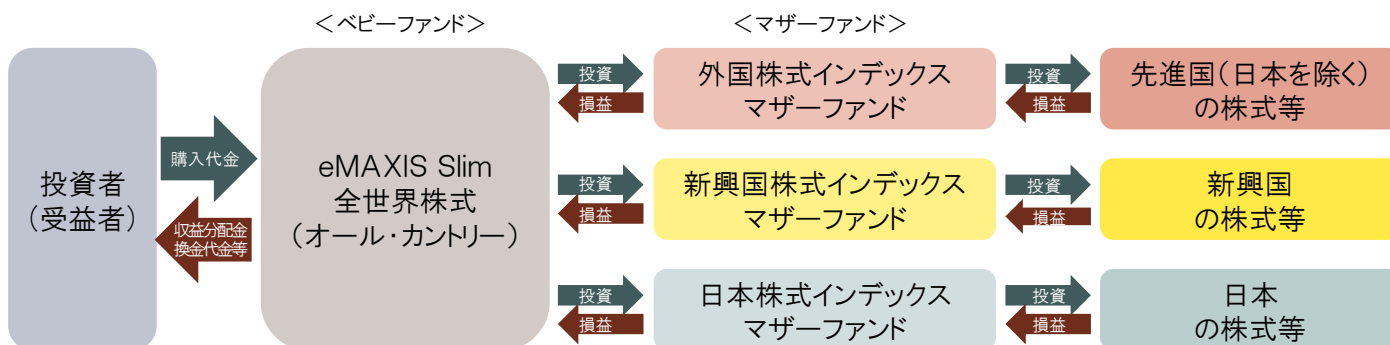 ＜ベビーファンド＞
＜マザーファンド＞
投資者
（受益者）
購入代金
収益分配金
換金代金等
eMAXIS Slim
全世界株式
（オール・カントリー）
投資
損益
外国株式インデックス
マザーファンド
投資
損益
先進国（日本を除く）
の株式等
投資
損益
新興国株式インデックス
マザーファンド
投資
損益
新興国
の株式等
投資
損益
日本株式インデックス
マザーファンド
投資
損益
日本
の株式等